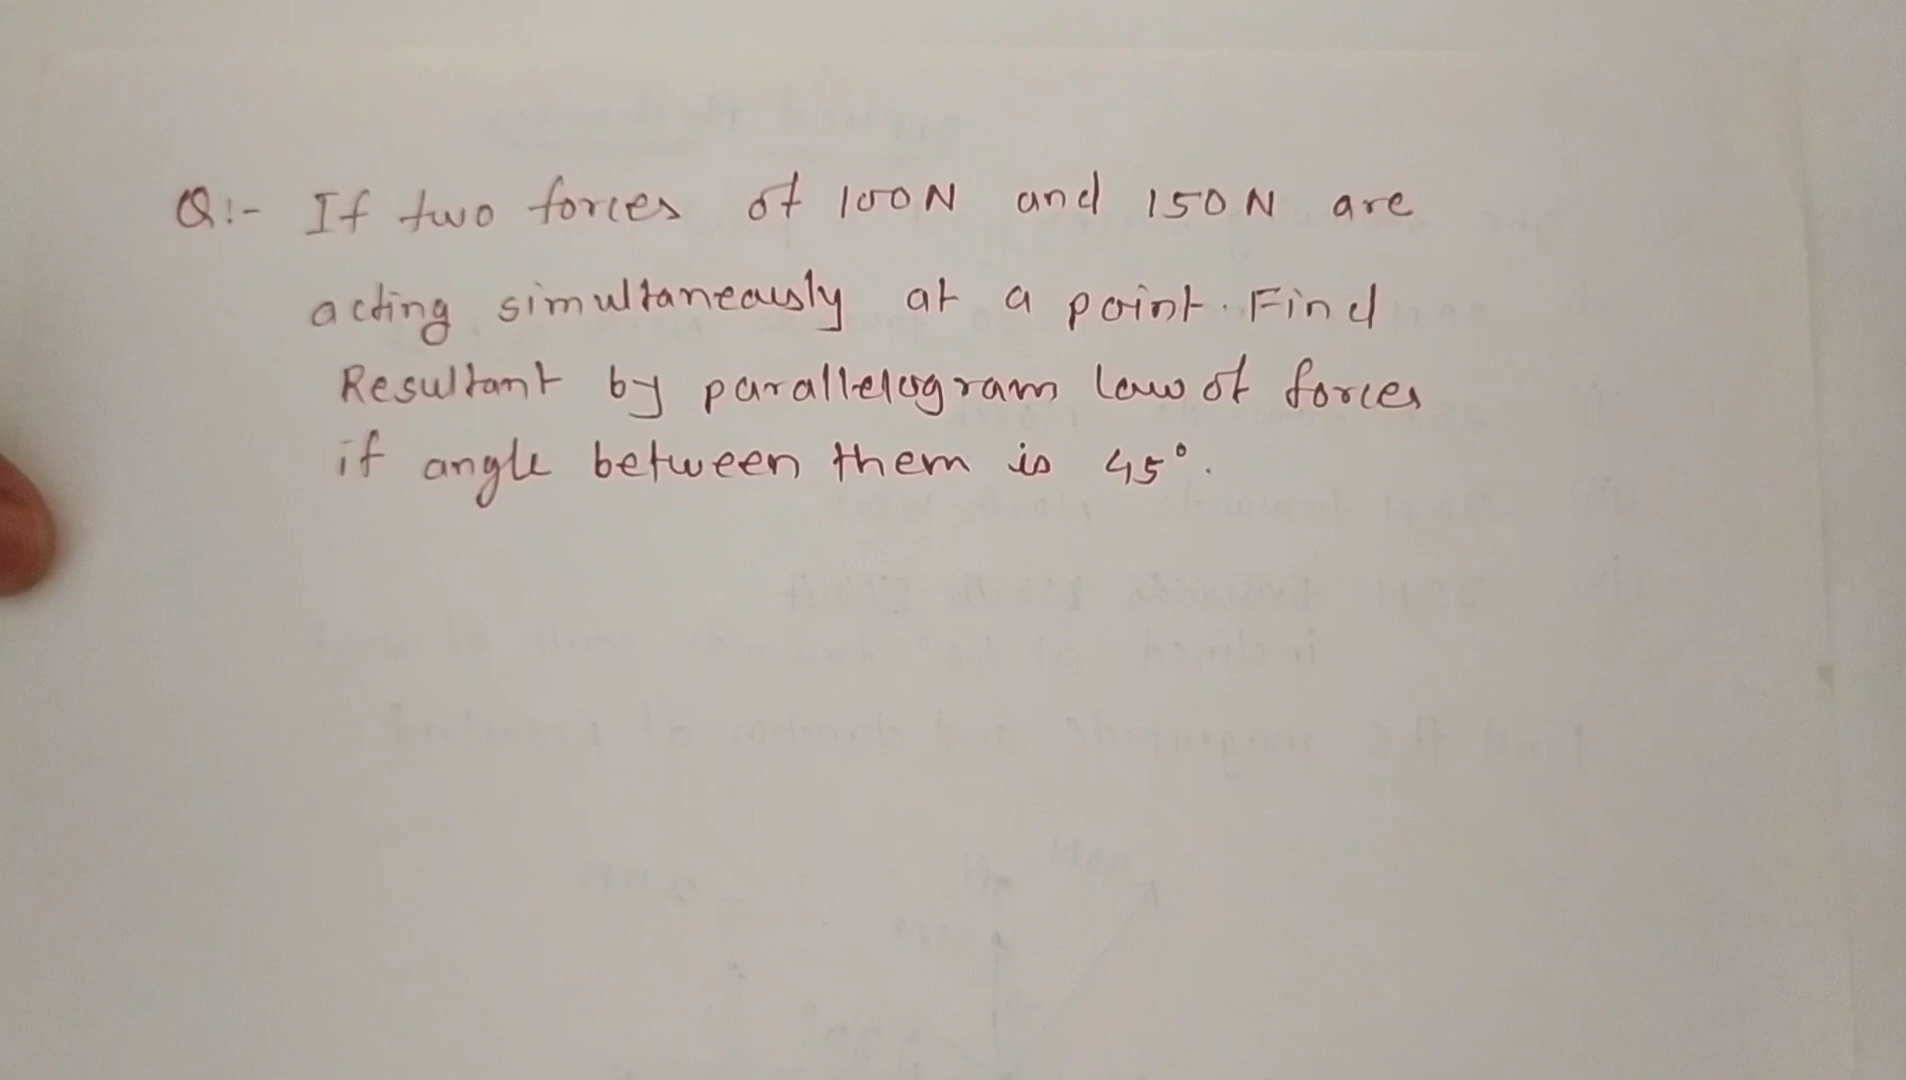 Q:- If two forces of 100N and 150N are
acting simultaneously at a point. Find
Resultant by parallelogram law of forces
if angle between them is 45°.